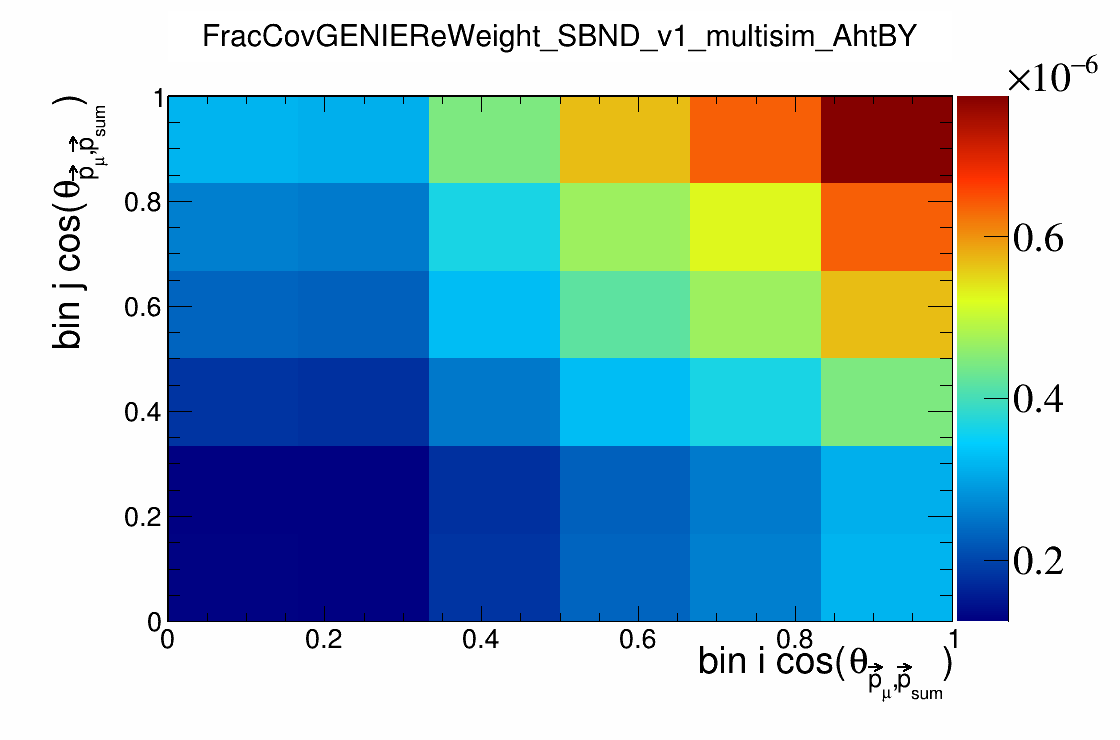 FracCovGENIEReWeight_SBND_v1_multisim_AhtBY
×10⁻⁶
bin j cos(θ p⃗μ,p⃗sum)
1
0.8
0.6
0.4
0.2
0
0 0.2 0.4 0.6 0.8 1
bin i cos(θ p⃗μ,p⃗sum)
0.6
0.4
0.2